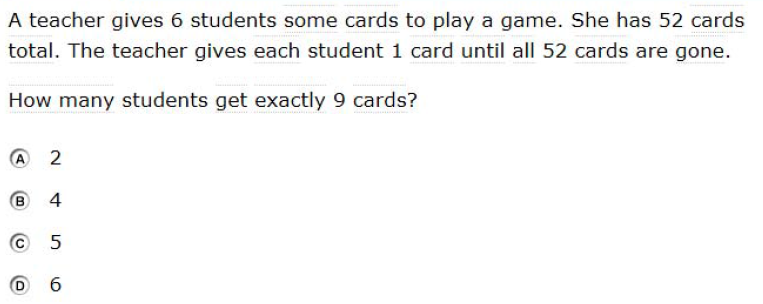 A teacher gives 6 students some cards to play a game. She has 52 cards
total. The teacher gives each student 1 card until all 52 cards are gone.
How many students get exactly 9 cards?
A 2
B 4
C 5
D 6